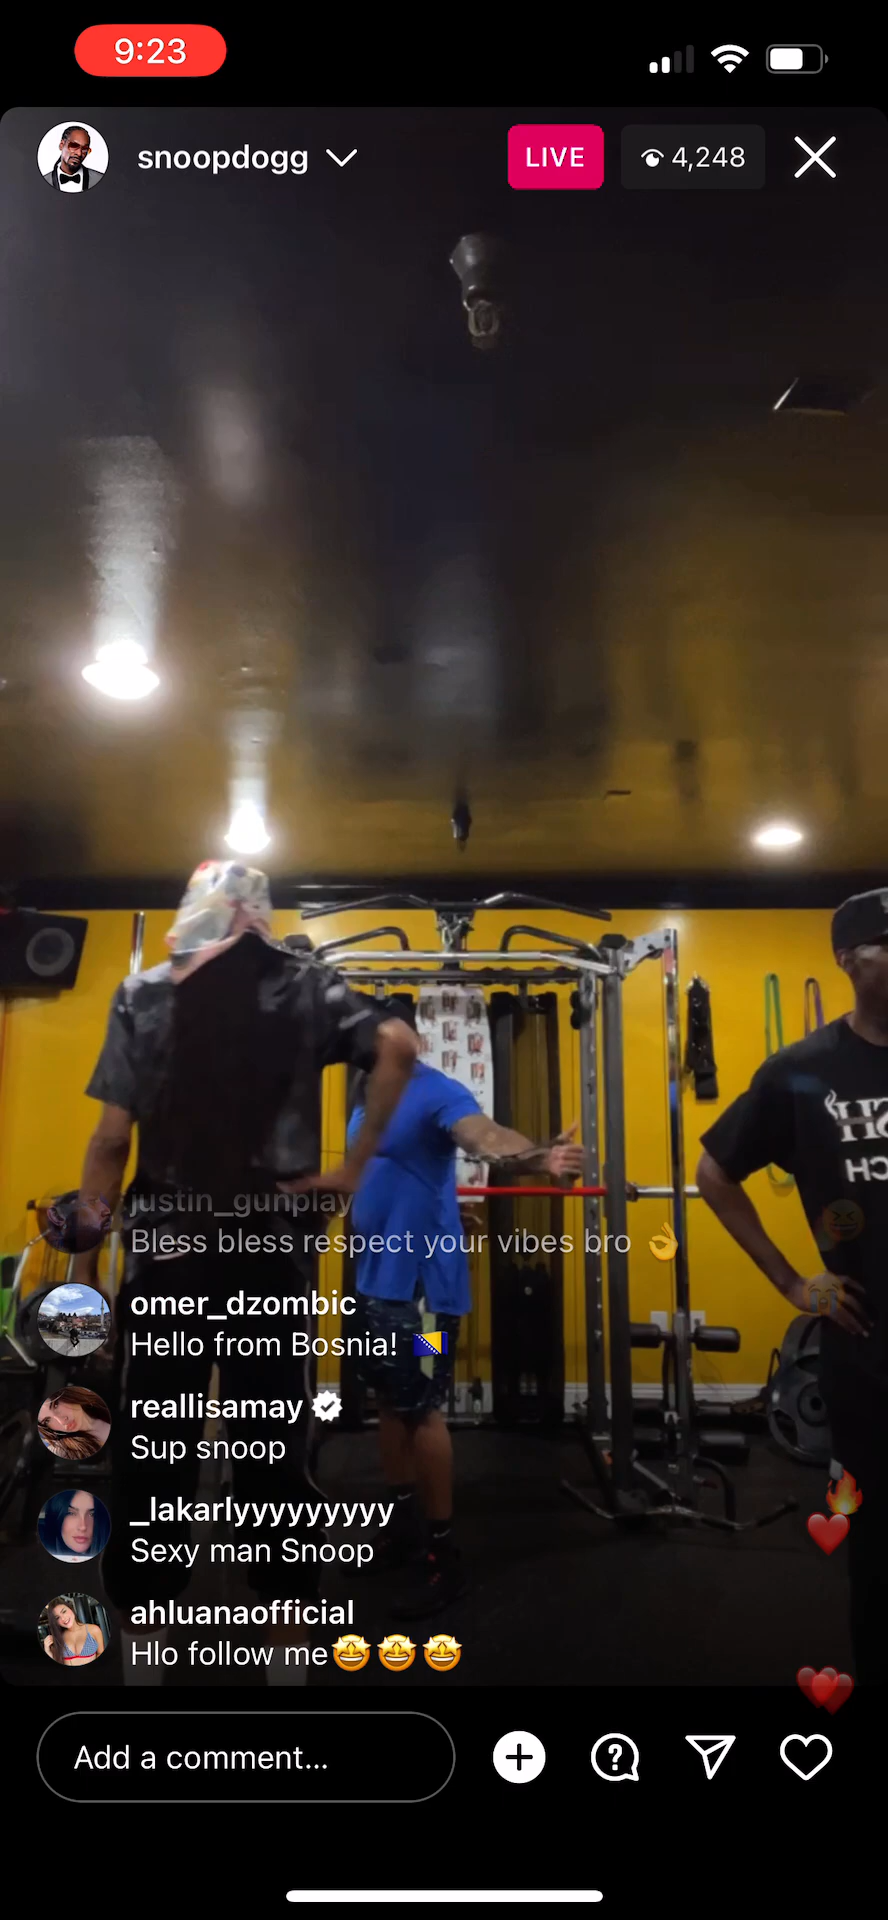 9:23
snoopdogg
LIVE
4,248
justin_gunplay
Bless bless respect your vibes bro 👌
omer_dzombic
Hello from Bosnia! 🇧🇦
reallisamay
Sup snoop
_lakarlyyyyyyyyy
Sexy man Snoop
ahluanaofficial
Hlo follow me🤩🤩🤩
Add a comment...